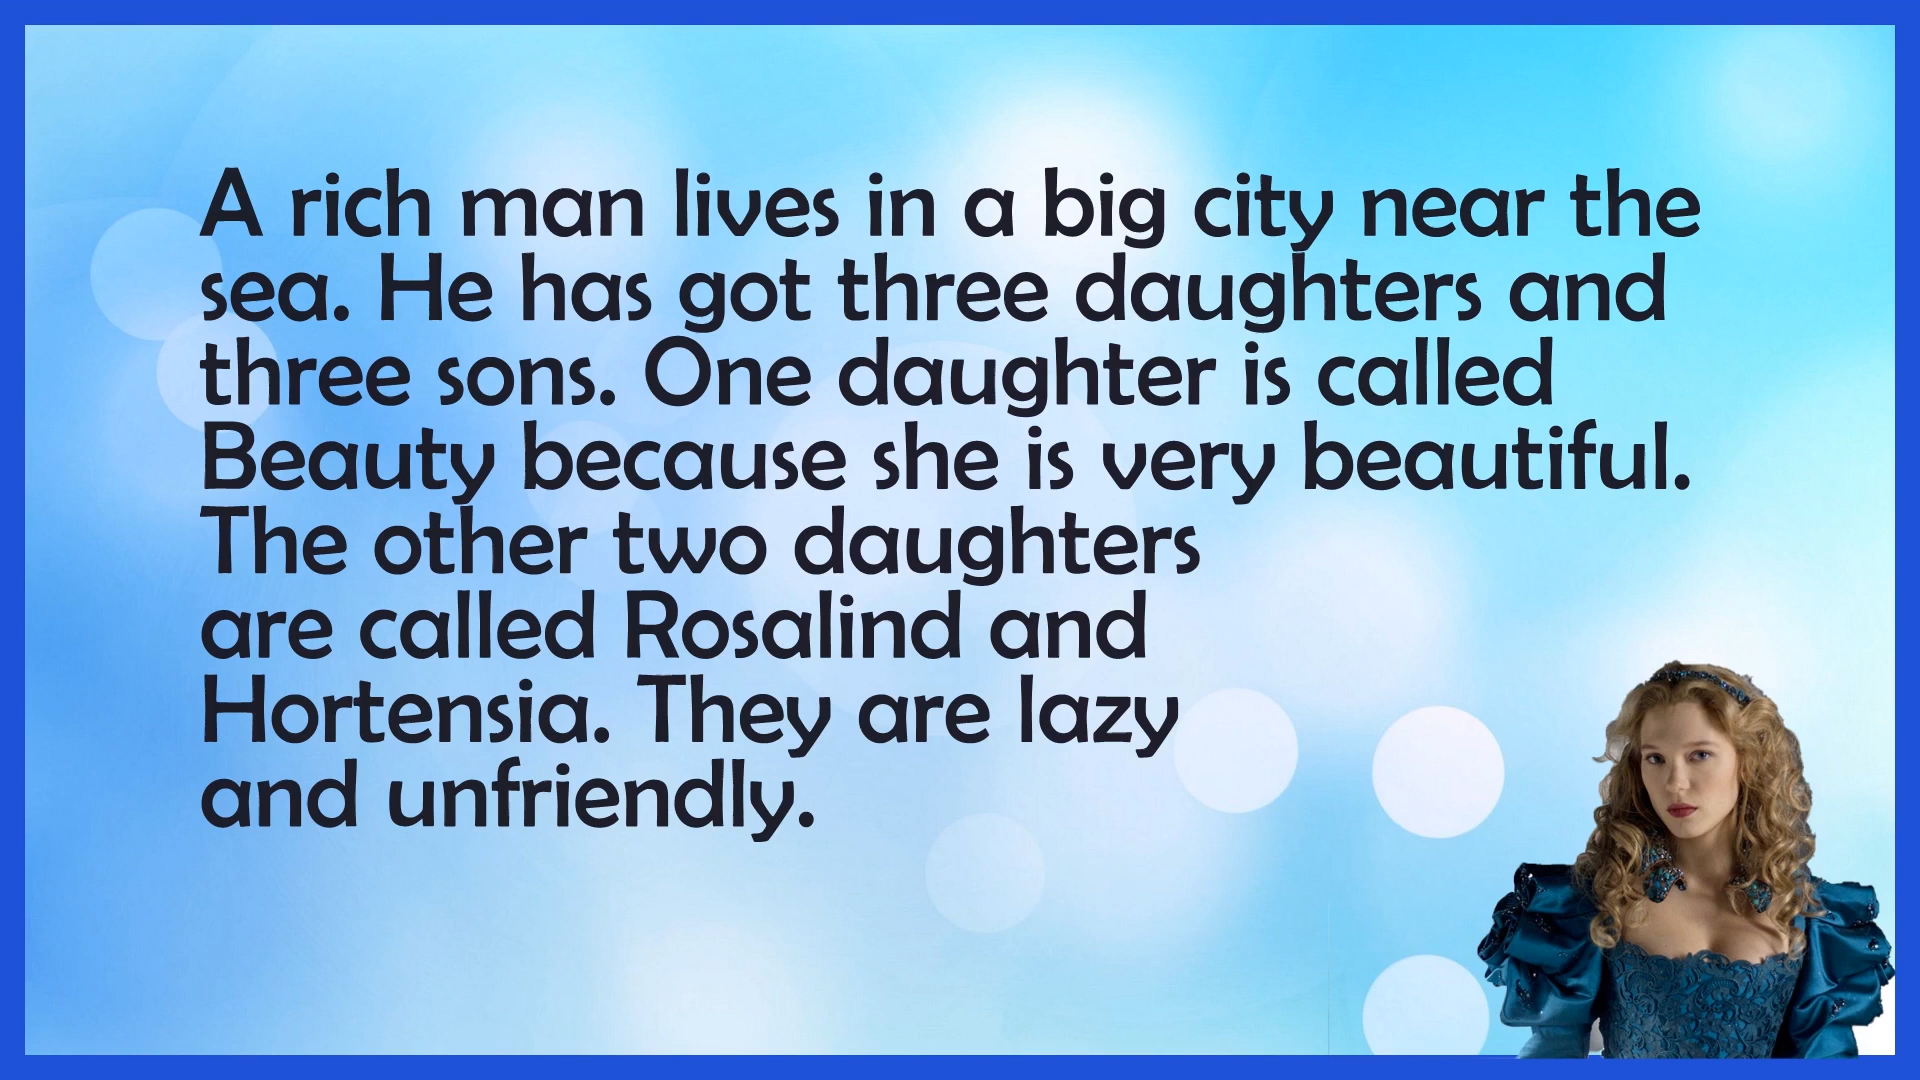 A rich man lives in a big city near the
sea. He has got three daughters and
three sons. One daughter is called
Beauty because she is very beautiful.
The other two daughters
are called Rosalind and
Hortensia. They are lazy
and unfriendly.